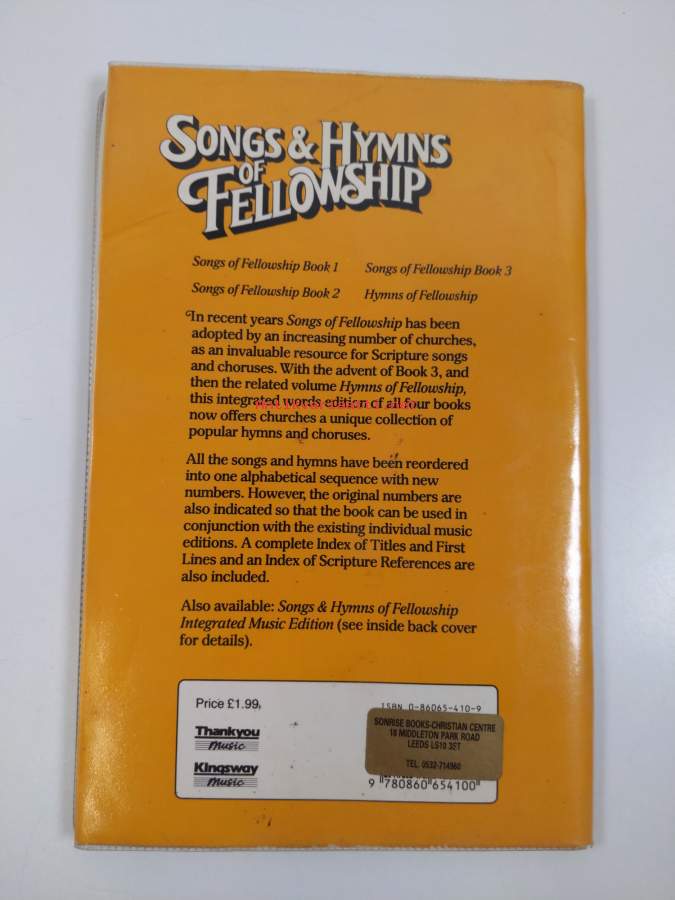 SONGS & HYMNS
OF
FELLOWSHIP
Songs of Fellowship Book 1
Songs of Fellowship Book 3
Songs of Fellowship Book 2
Hymns of Fellowship
In recent years Songs of Fellowship has been
adopted by an increasing number of churches,
as an invaluable resource for Scripture songs
and choruses. With the advent of Book 3, and
then the related volume Hymns of Fellowship,
this integrated words edition of all four books
now offers churches a unique collection of
popular hymns and choruses.
All the songs and hymns have been reordered
into one alphabetical sequence with new
numbers. However, the original numbers are
also indicated so that the book can be used in
conjunction with the existing individual music
editions. A complete Index of Titles and First
Lines and an Index of Scripture References are
also included.
Also available: Songs & Hymns of Fellowship
Integrated Music Edition (see inside back cover
for details).
Price £1.99
ISBN 0-86065-410-9
Thankyou
Music
SONRISE BOOKS-CHRISTIAN CENTRE
18 MIDDLETON PARK ROAD
LEEDS LS10 3ET
TEL. 0532-714960
Kingsway
Music
9 780860 654100